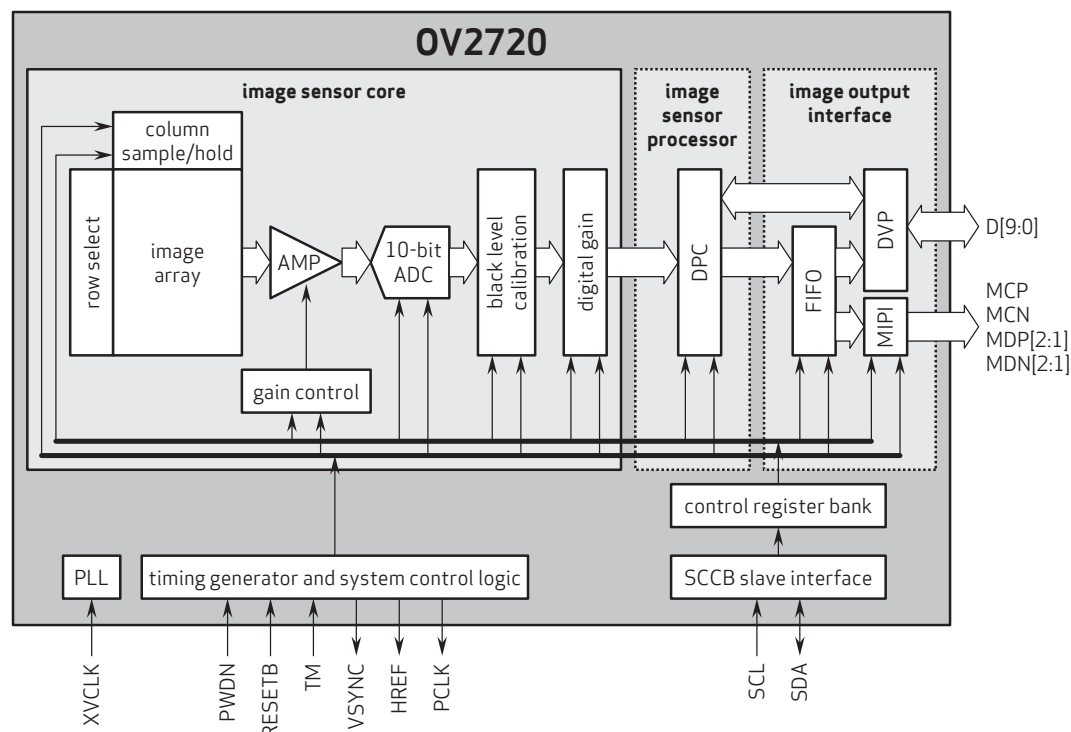 OV2720
image sensor core
image
sensor
processor
image output
interface
column
sample/hold
row select
image
array
AMP
10-bit
ADC
black level
calibration
digital gain
DPC
FIFO
DVP
MIPI
D[9:0]
MCP
MCN
MDP[2:1]
MDN[2:1]
gain control
control register bank
PLL
timing generator and system control logic
SCCB slave interface
XVCLK
PWDN
RESETB
TM
VSYNC
HREF
PCLK
SCL
SDA